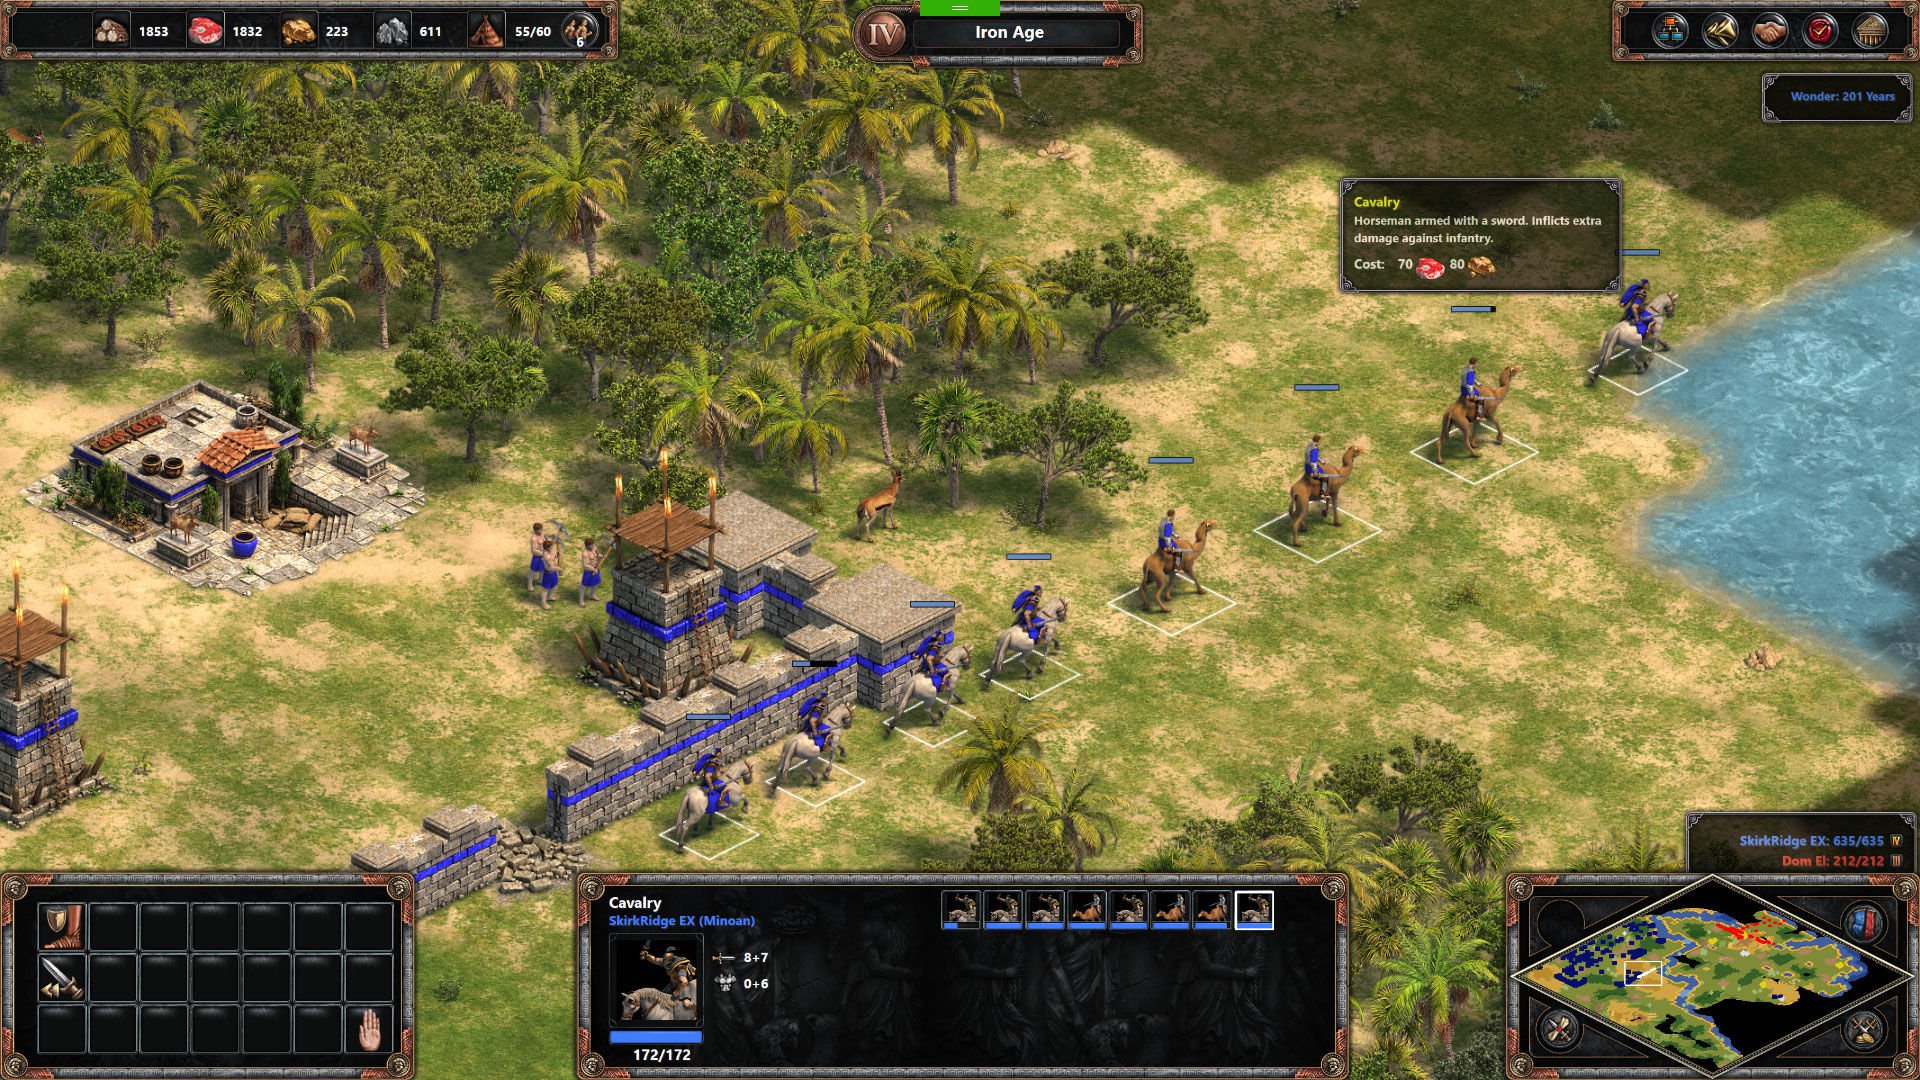 1853
1832
223
611
55/60
6
IV
Iron Age
Wonder: 201 Years
Cavalry
Horseman armed with a sword. Inflicts extra
damage against infantry.
Cost: 70 80
SkirkRidge EX: 635/635 IV
Dom El: 212/212 III
Cavalry
SkirkRidge EX (Minoan)
8+7
0+6
172/172